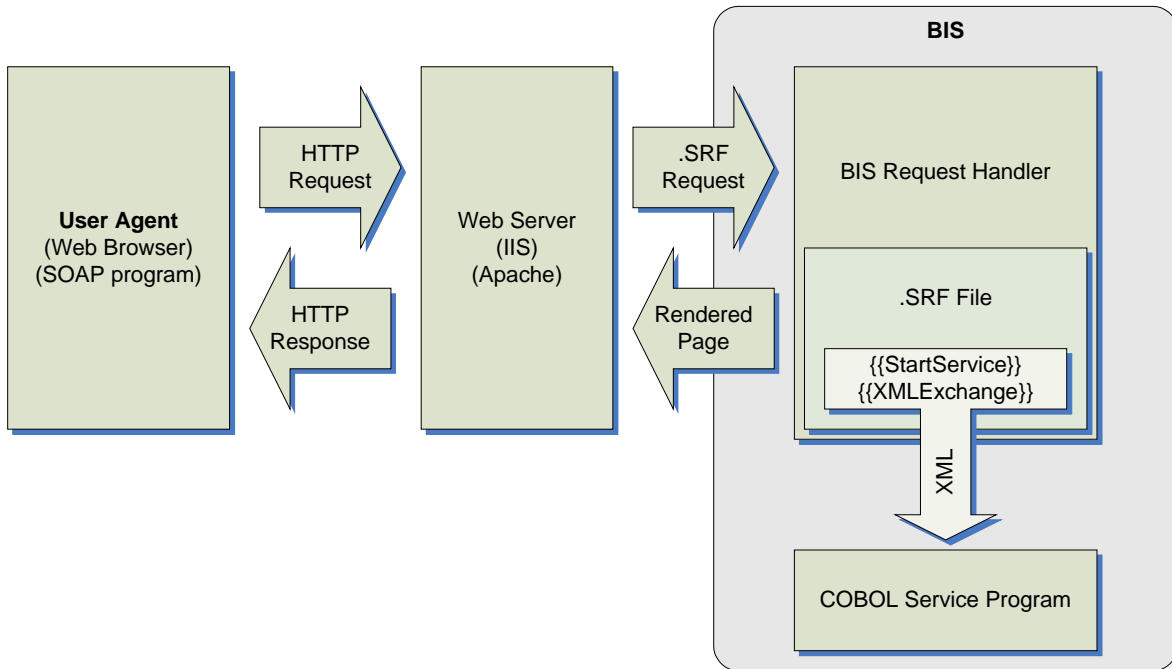 BIS
User Agent
(Web Browser)
(SOAP program)
HTTP
Request
HTTP
Response
Web Server
(IIS)
(Apache)
.SRF
Request
Rendered
Page
BIS Request Handler
.SRF File
{{StartService}}
{{XMLExchange}}
XML
COBOL Service Program